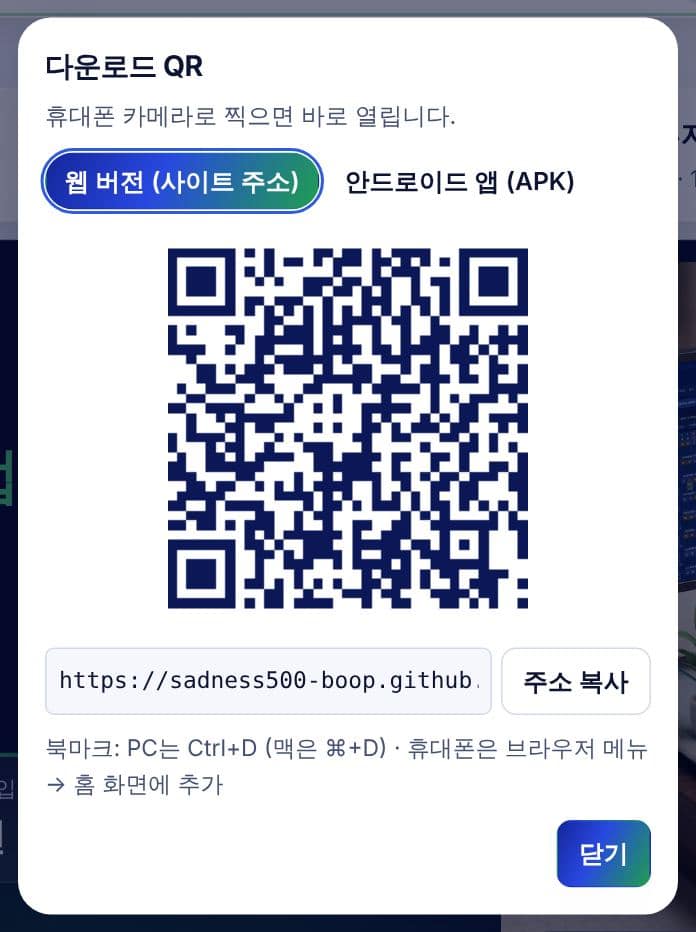 다운로드 QR
휴대폰 카메라로 찍으면 바로 열립니다.
웹 버전 (사이트 주소) 안드로이드 앱 (APK)
https://sadness500-boop.github.
주소 복사
북마크: PC는 Ctrl+D (맥은 ⌘+D) · 휴대폰은 브라우저 메뉴
→ 홈 화면에 추가
닫기